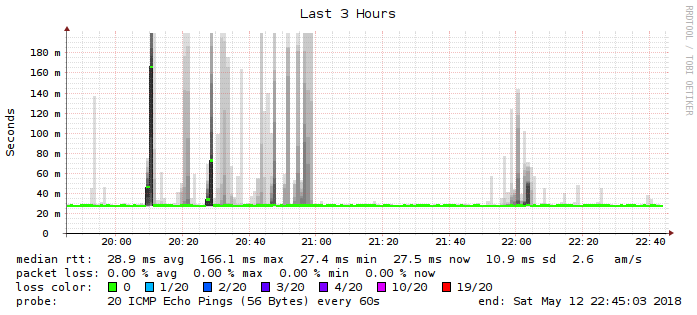 Last 3 Hours
RRDTOOL / TOBI OETIKER
Seconds
180 m
160 m
140 m
120 m
100 m
80 m
60 m
40 m
20 m
0
20:00 20:20 20:40 21:00 21:20 21:40 22:00 22:20 22:40
median rtt: 28.9 ms avg 166.1 ms max 27.4 ms min 27.5 ms now 10.9 ms sd 2.6 am/s
packet loss: 0.00 % avg 0.00 % max 0.00 % min 0.00 % now
loss color: 0 1/20 2/20 3/20 4/20 10/20 19/20
probe: 20 ICMP Echo Pings (56 Bytes) every 60s end: Sat May 12 22:45:03 2018